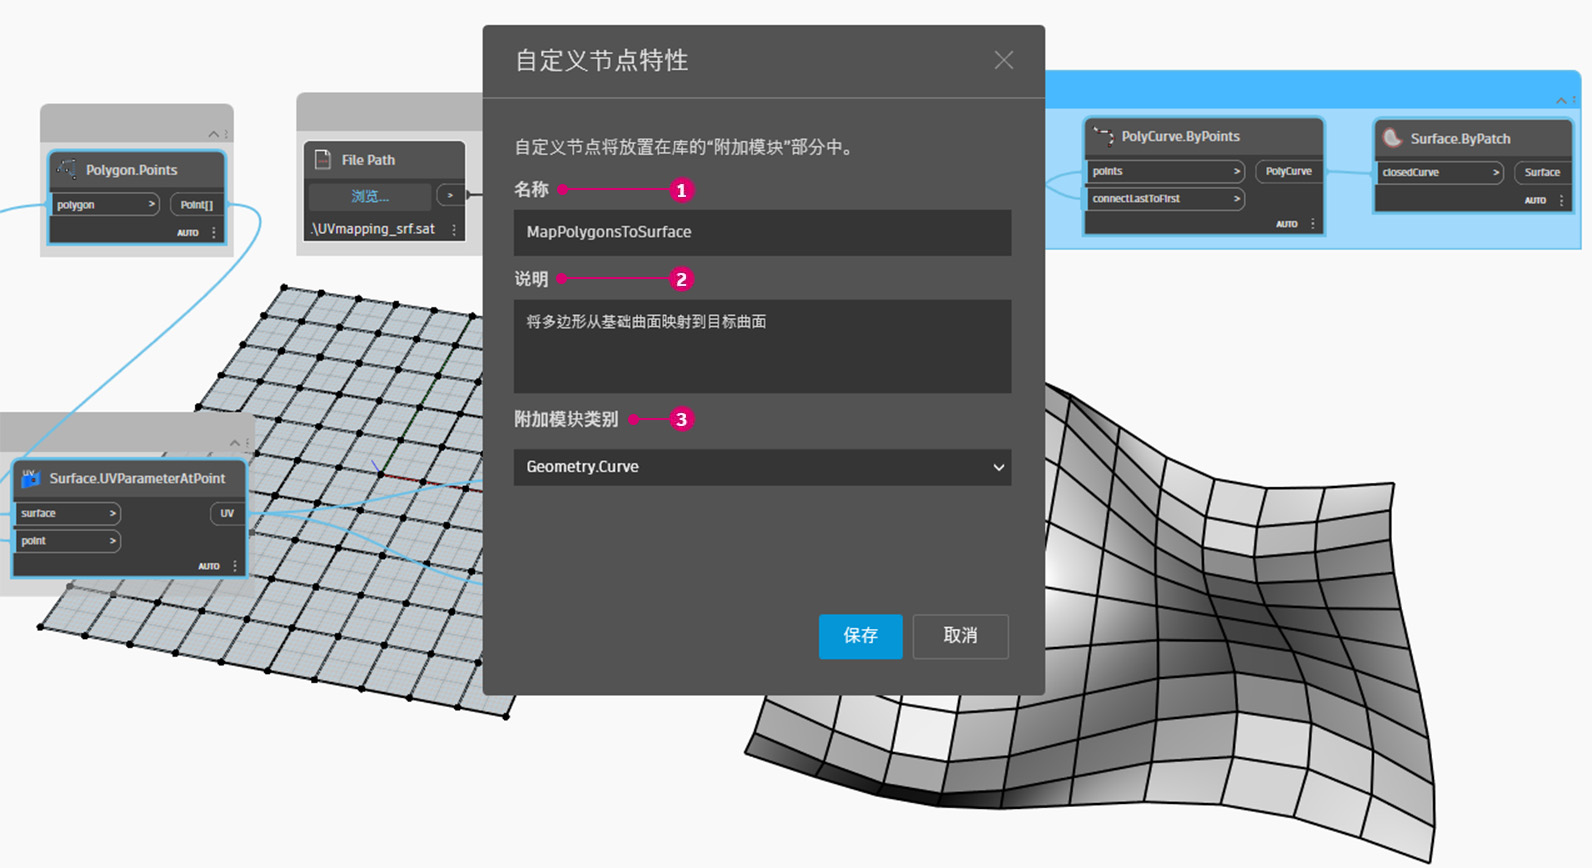 自定义节点特性
自定义节点将放置在库的“附加模块”部分中。
名称
1
MapPolygonsToSurface
说明
2
将多边形从基础曲面映射到目标曲面
附加模块类别
3
Geometry.Curve
保存
取消
Polygon.Points
polygon >
Point[]
AUTO
File Path
浏览...
>
.\UVmapping_srf.sat
Surface.UVParameterAtPoint
UV
surface >
UV
point >
AUTO
PolyCurve.ByPoints
points >
PolyCurve
connectLastToFirst >
AUTO
Surface.ByPatch
closedCurve >
Surface
AUTO